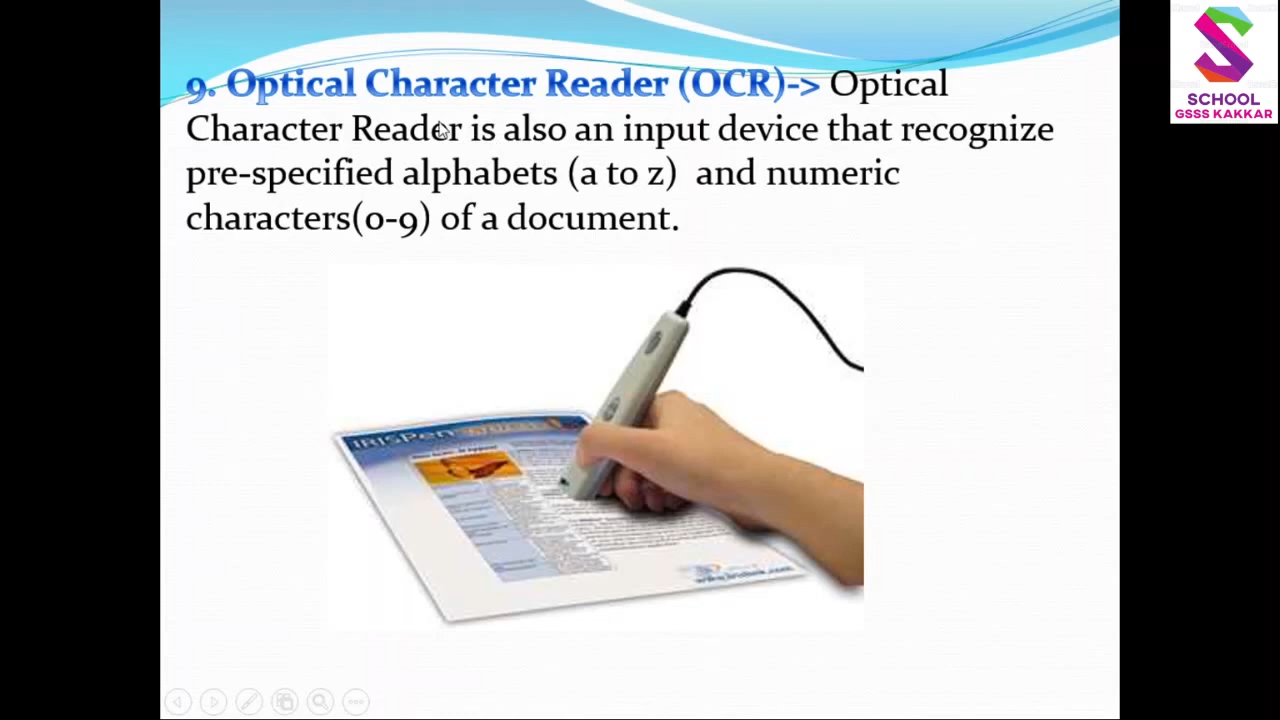 9. Optical Character Reader (OCR)-> Optical
Character Reader is also an input device that recognize
pre-specified alphabets (a to z) and numeric
characters(0-9) of a document.
SCHOOL
GSSS KAKKAR
IRISPen